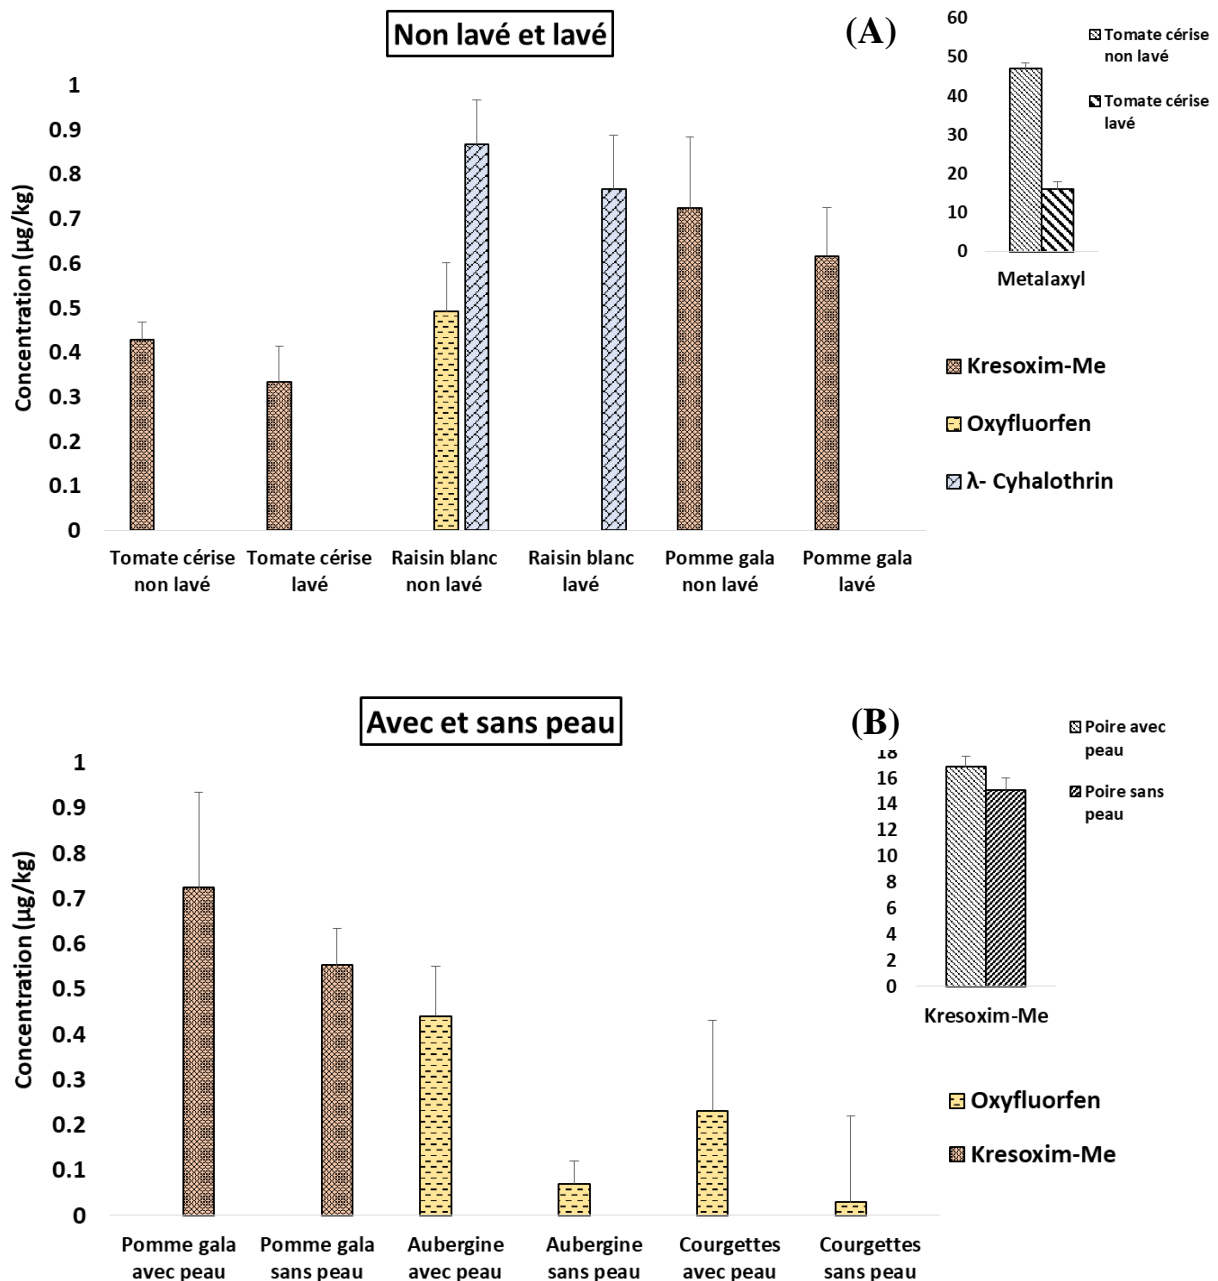 Non lavé et lavé
(A)
Concentration (µg/kg)
1
0.9
0.8
0.7
0.6
0.5
0.4
0.3
0.2
0.1
0
Tomate cérise
non lavé
Tomate cérise
lavé
Raisin blanc
non lavé
Raisin blanc
lavé
Pomme gala
non lavé
Pomme gala
lavé
60
50
40
30
20
10
0
Metalaxyl
Tomate cérise
non lavé
Tomate cérise
lavé
Kresoxim-Me
Oxyfluorfen
λ- Cyhalothrin
Avec et sans peau
(B)
Concentration (µg/kg)
1
0.9
0.8
0.7
0.6
0.5
0.4
0.3
0.2
0.1
0
Pomme gala
avec peau
Pomme gala
sans peau
Aubergine
avec peau
Aubergine
sans peau
Courgettes
avec peau
Courgettes
sans peau
18
16
14
12
10
8
6
4
2
0
Kresoxim-Me
Poire avec
peau
Poire sans
peau
Oxyfluorfen
Kresoxim-Me